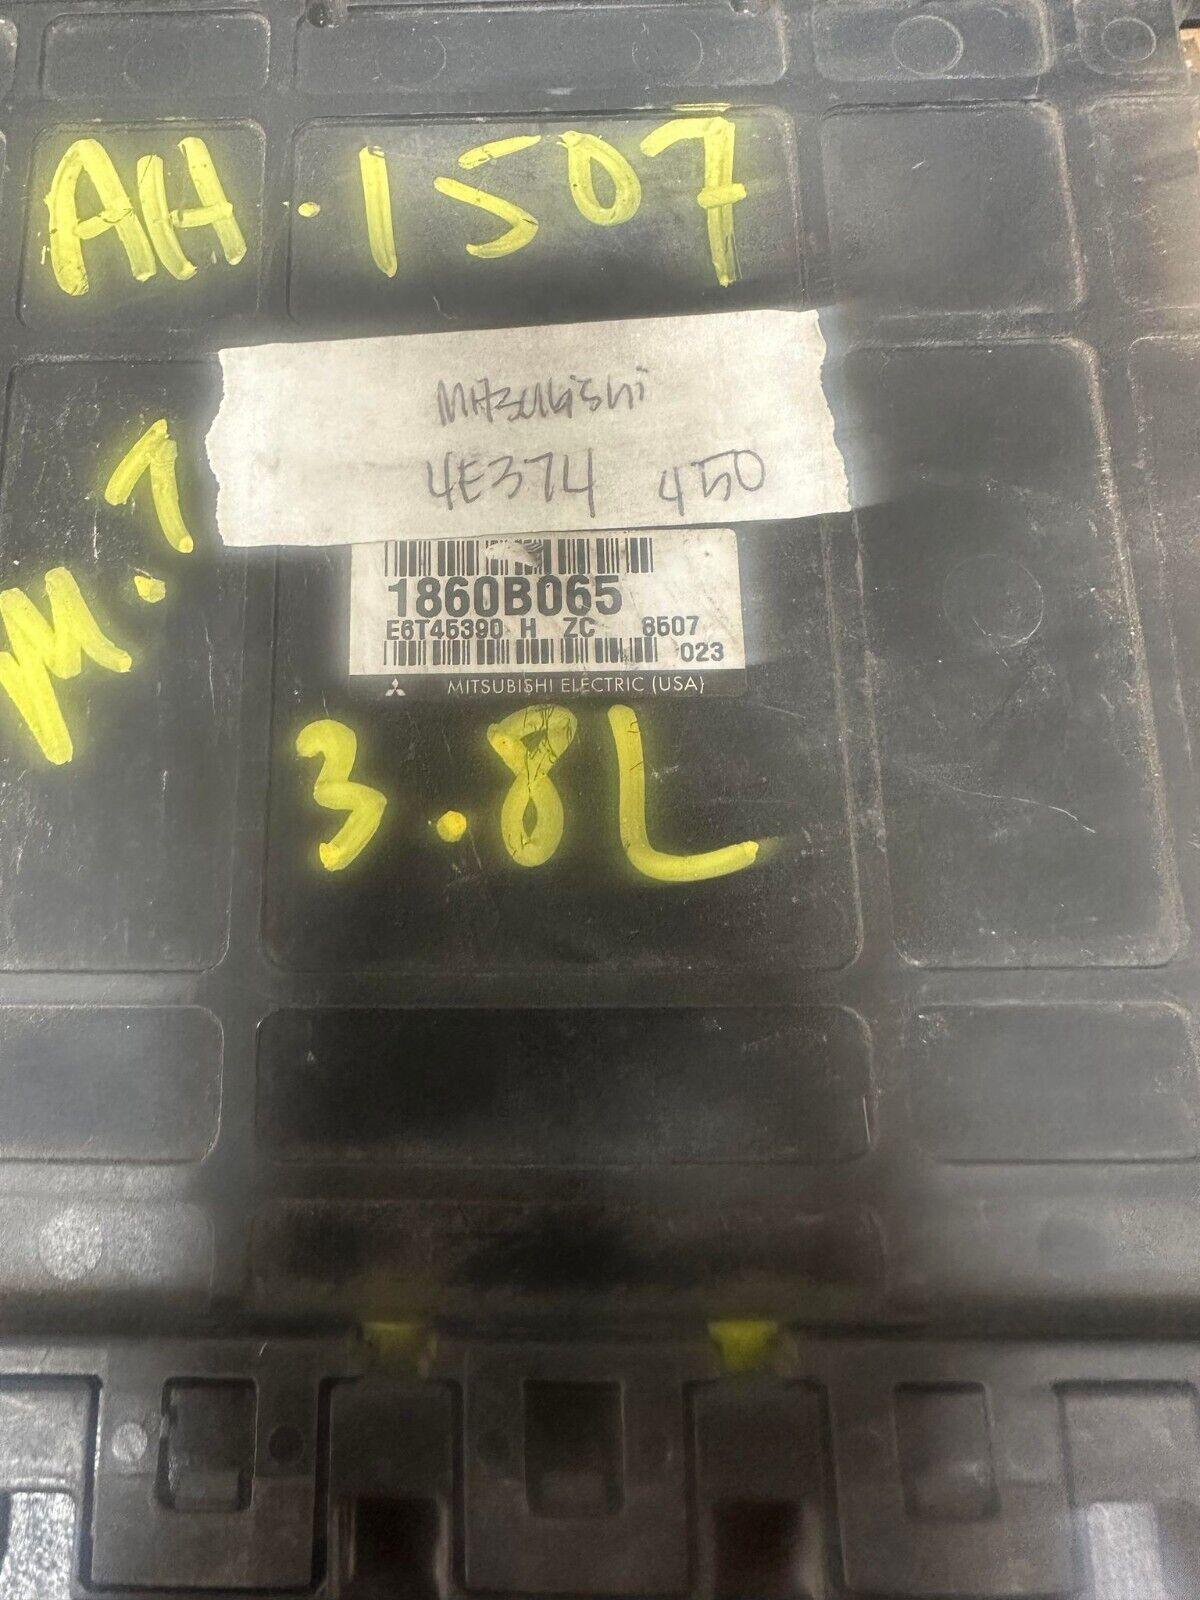 AH.1507
Mitsubishi
4E374 450
M.T
1860B065
E6T45390 H ZC 6507
023
MITSUBISHI ELECTRIC (USA)
3.8L